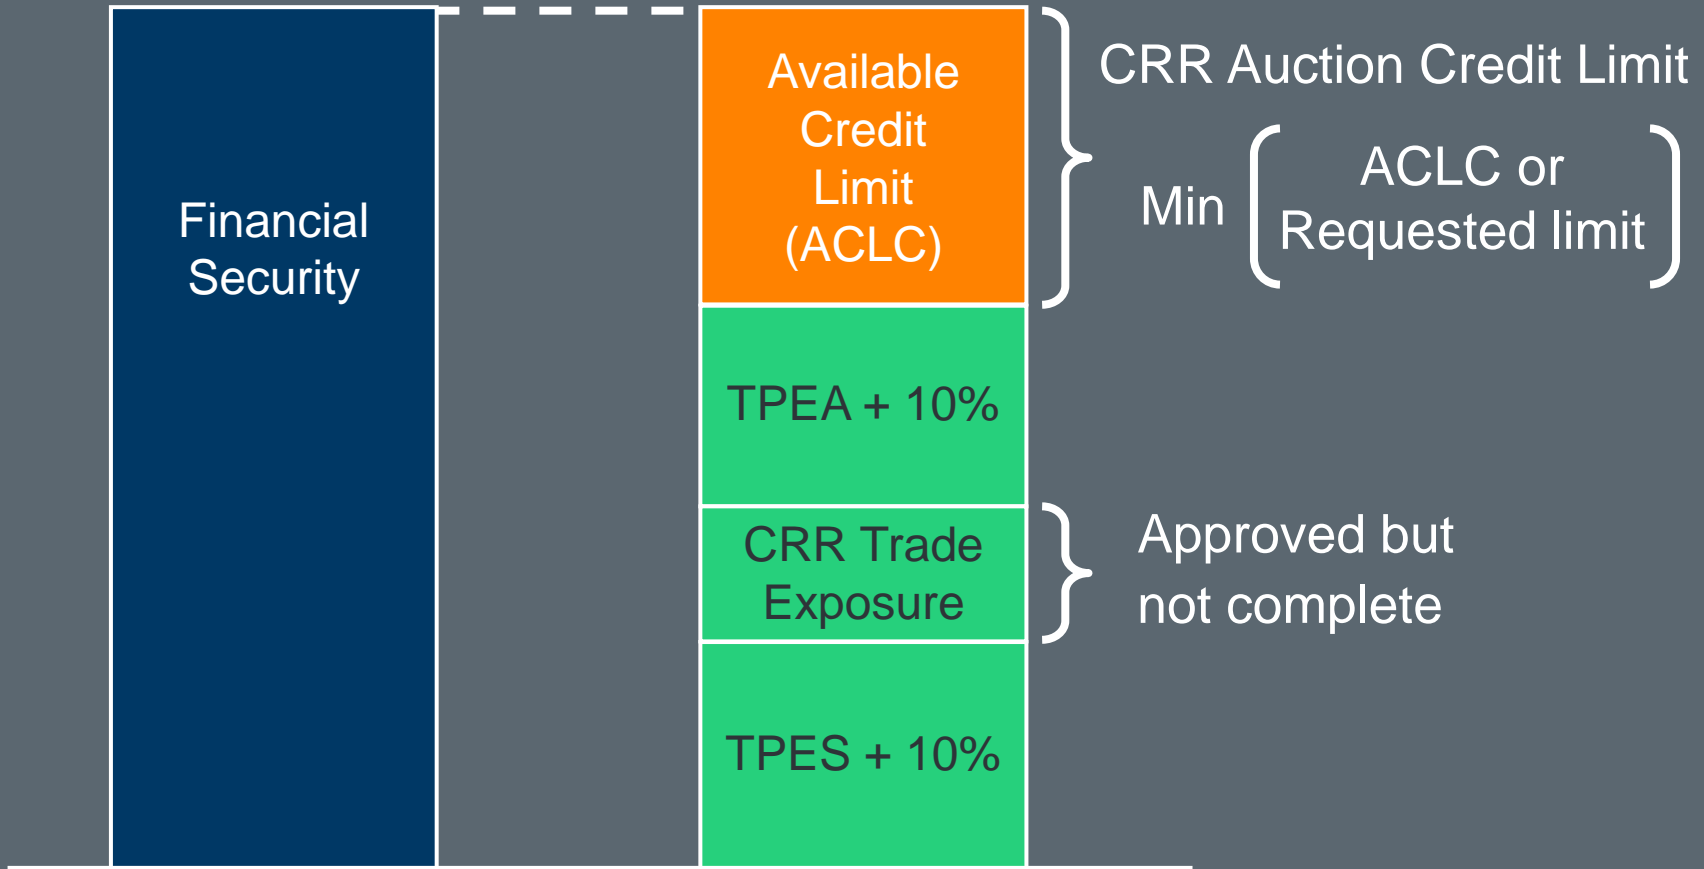 Financial
Security
Available
Credit
Limit
(ACLC)
TPEA + 10%
CRR Trade
Exposure
TPES + 10%
CRR Auction Credit Limit
Min
ACLC or
Requested limit
Approved but
not complete